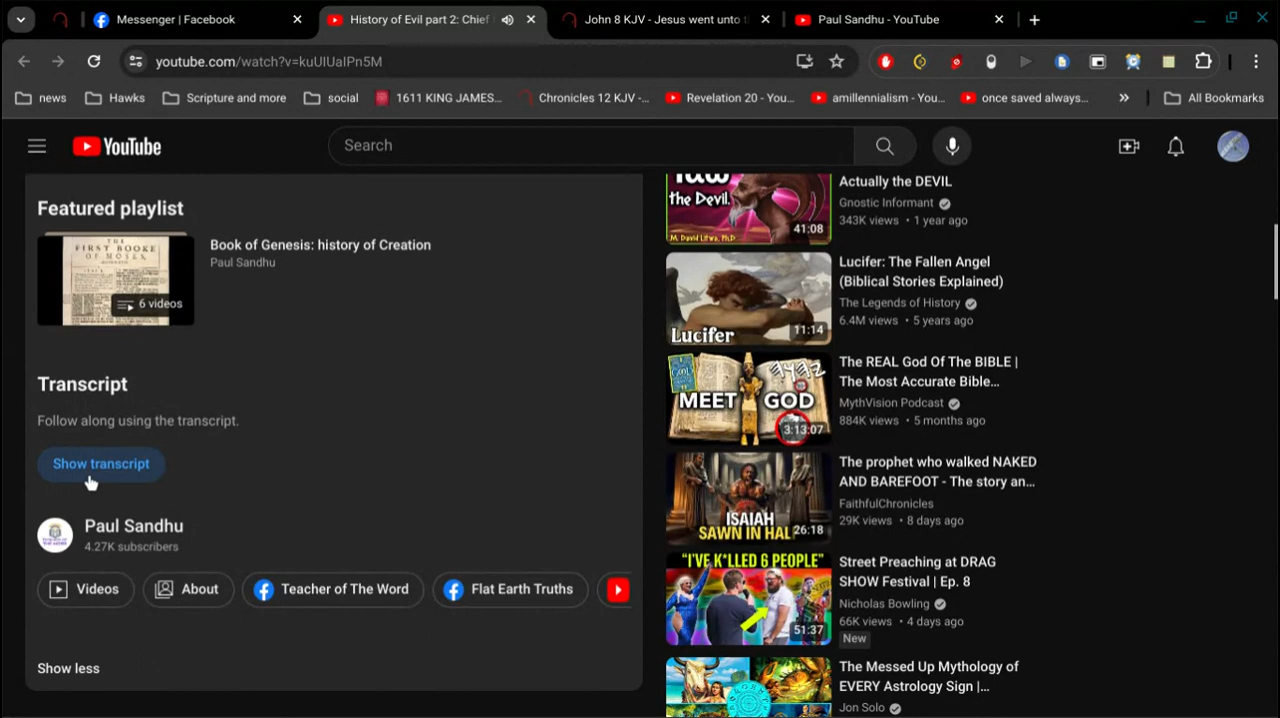 Messenger | Facebook
History of Evil part 2: Chief
John 8 KJV - Jesus went unto t
Paul Sandhu - YouTube
youtube.com/watch?v=kuUlUalPn5M
news
Hawks
Scripture and more
social
1611 KING JAMES...
Chronicles 12 KJV -...
Revelation 20 - You...
amillennialism - You...
once saved always...
All Bookmarks
YouTube
Search
Featured playlist
THE
FIRST BOOKE
OF MOSES,
6 videos
Book of Genesis: history of Creation
Paul Sandhu
Transcript
Follow along using the transcript.
Show transcript
Paul Sandhu
4.27K subscribers
Videos
About
Teacher of The Word
Flat Earth Truths
Show less
the Devil.
M. David Litwa, Ph.D
41:08
Actually the DEVIL
Gnostic Informant
343K views • 1 year ago
Lucifer
11:14
Lucifer: The Fallen Angel
(Biblical Stories Explained)
The Legends of History
6.4M views • 5 years ago
MEET GOD
3:13:07
The REAL God Of The BIBLE |
The Most Accurate Bible...
MythVision Podcast
884K views • 5 months ago
ISAIAH
SAWN IN HAL
26:18
The prophet who walked NAKED
AND BAREFOOT - The story an...
FaithfulChronicles
29K views • 8 days ago
"I'VE K*LLED 6 PEOPLE"
51:37
Street Preaching at DRAG
SHOW Festival | Ep. 8
Nicholas Bowling
66K views • 4 days ago
New
The Messed Up Mythology of
EVERY Astrology Sign |...
Jon Solo